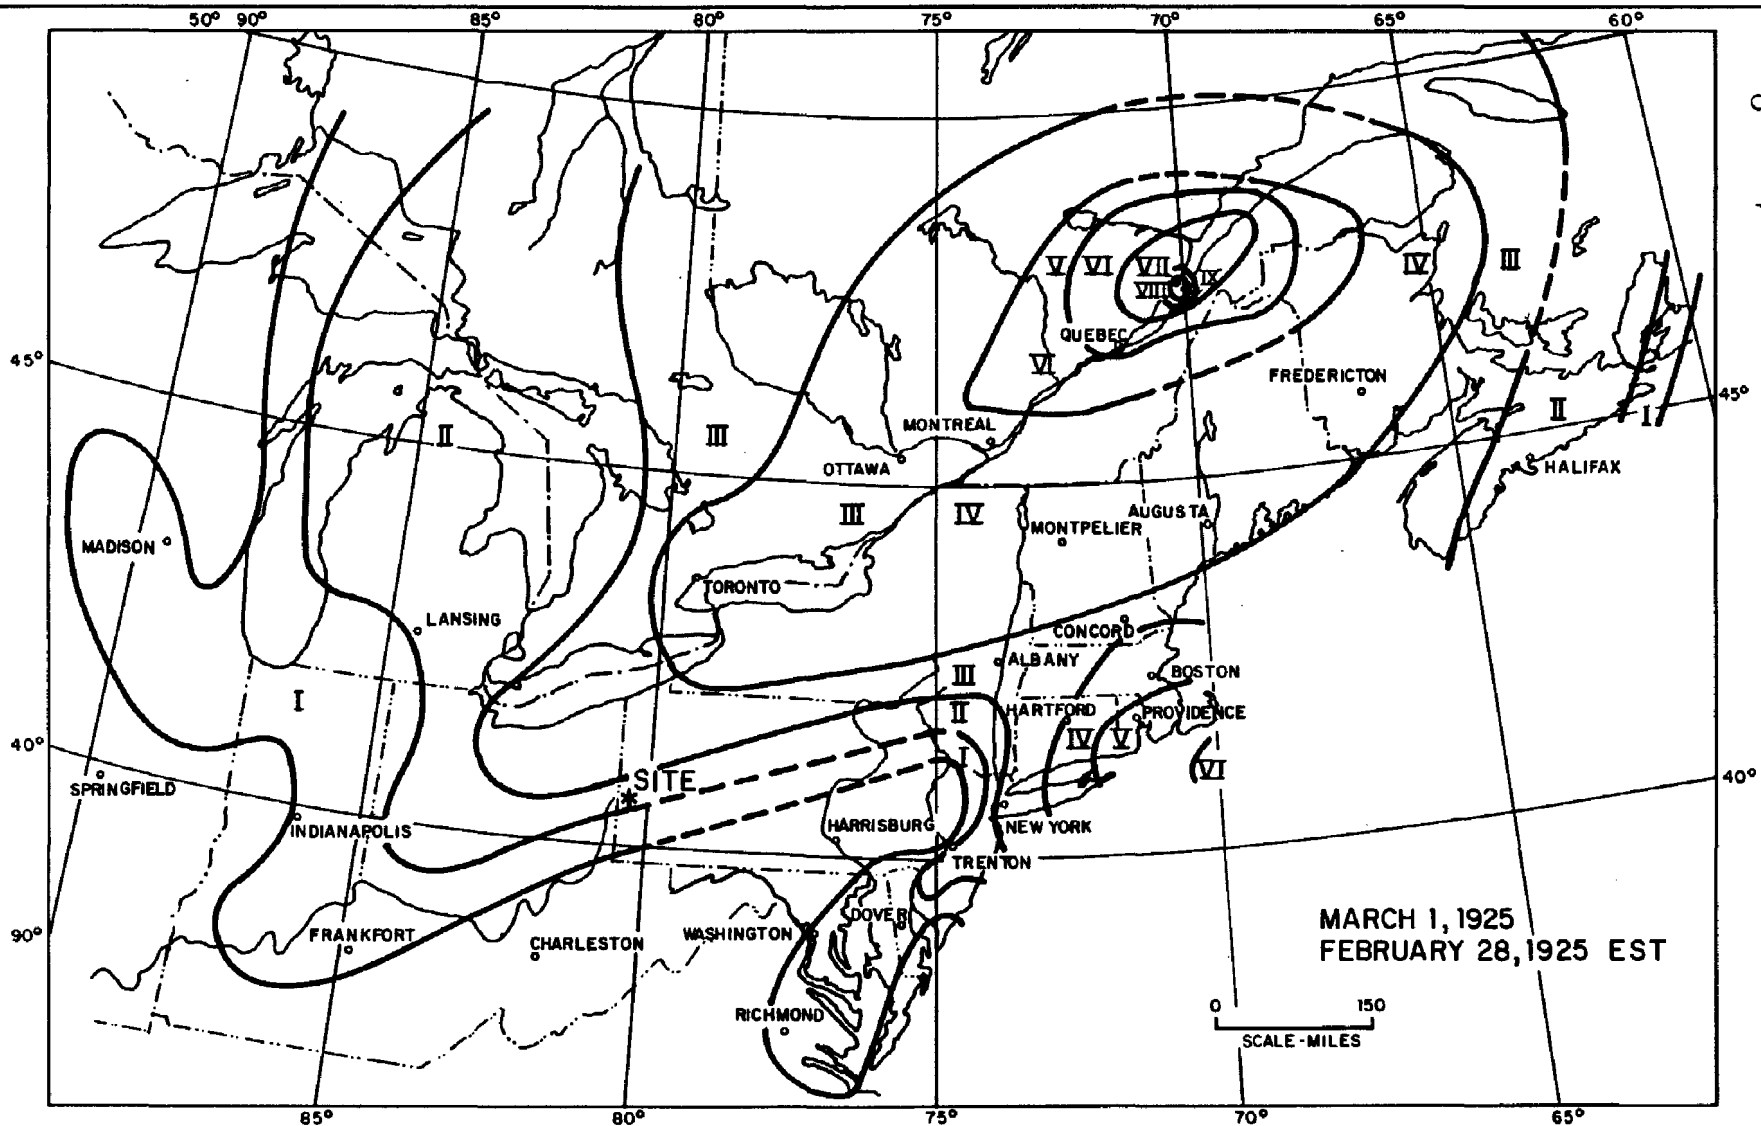 50° 90° 85° 80° 75° 70° 65° 60°
V VI VII IX IV III
VIII
QUEBEC
45°
VI
FREDERICTON
45°
II III
MONTREAL
II I
OTTAWA
HALIFAX
III IV
AUGUSTA
MONTPELIER
MADISON
TORONTO
LANSING
CONCORD
ALBANY
BOSTON
III
I
II HARTFORD PROVIDENCE
40°
IV V
I
VI
SITE
40°
SPRINGFIELD
INDIANAPOLIS
HARRISBURG
NEW YORK
TRENTON
DOVER
MARCH 1, 1925
90°
FRANKFORT
CHARLESTON
WASHINGTON
FEBRUARY 28, 1925 EST
RICHMOND
0 150
SCALE-MILES
85° 80° 75° 70° 65°